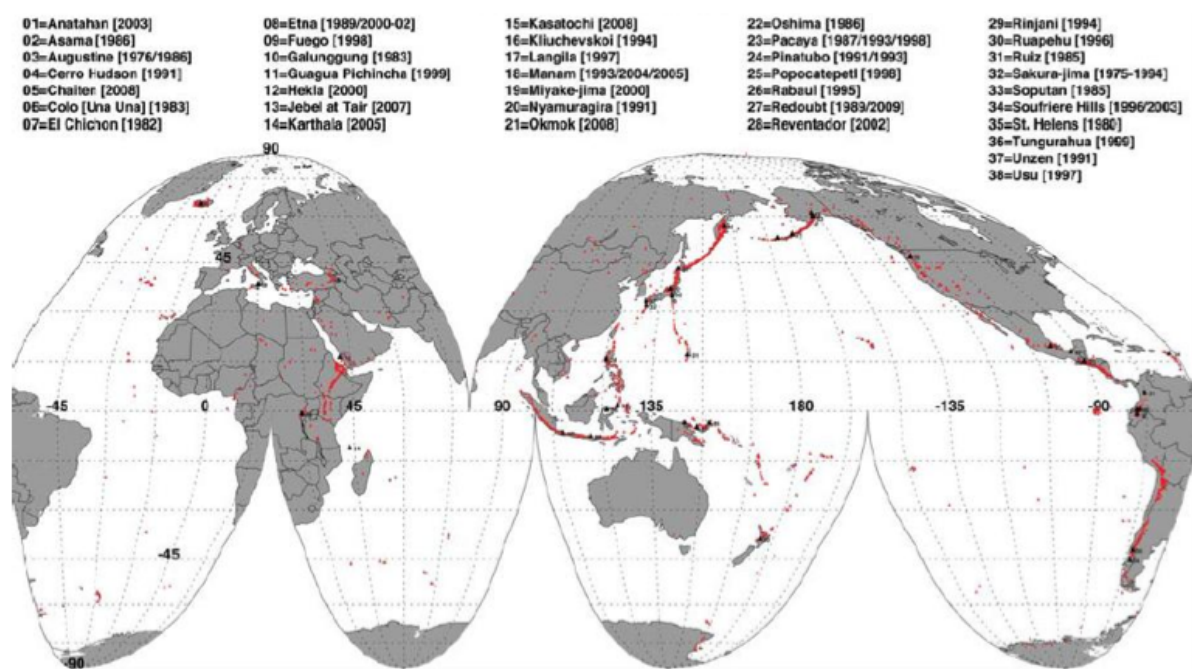 01=Anatahan [2003]
02=Asama [1986]
03=Augustine [1976/1986]
04=Cerro Hudson [1991]
05=Chaiten [2008]
06=Colo [Una Una] [1983]
07=El Chichon [1982]
08=Etna [1989/2000-02]
09=Fuego [1998]
10=Galunggung [1983]
11=Guagua Pichincha [1999]
12=Hekla [2000]
13=Jebel at Tair [2007]
14=Karthala [2005]
15=Kasatochi [2008]
16=Kliuchevskoi [1994]
17=Langila [1997]
18=Manam [1993/2004/2005]
19=Miyake-jima [2000]
20=Nyamuragira [1991]
21=Okmok [2008]
22=Oshima [1986]
23=Pacaya [1987/1993/1998]
24=Pinatubo [1991/1993]
25=Popocatepetl [1998]
26=Rabaul [1995]
27=Redoubt [1989/2009]
28=Reventador [2002]
29=Rinjani [1994]
30=Ruapehu [1996]
31=Ruiz [1985]
32=Sakura-jima [1975-1994]
33=Soputan [1985]
34=Soufriere Hills [1996/2003]
35=St. Helens [1980]
36=Tungurahua [1999]
37=Unzen [1991]
38=Usu [1997]
90
45
-45 0 45 90 135 180 -135 -90
-45
-90